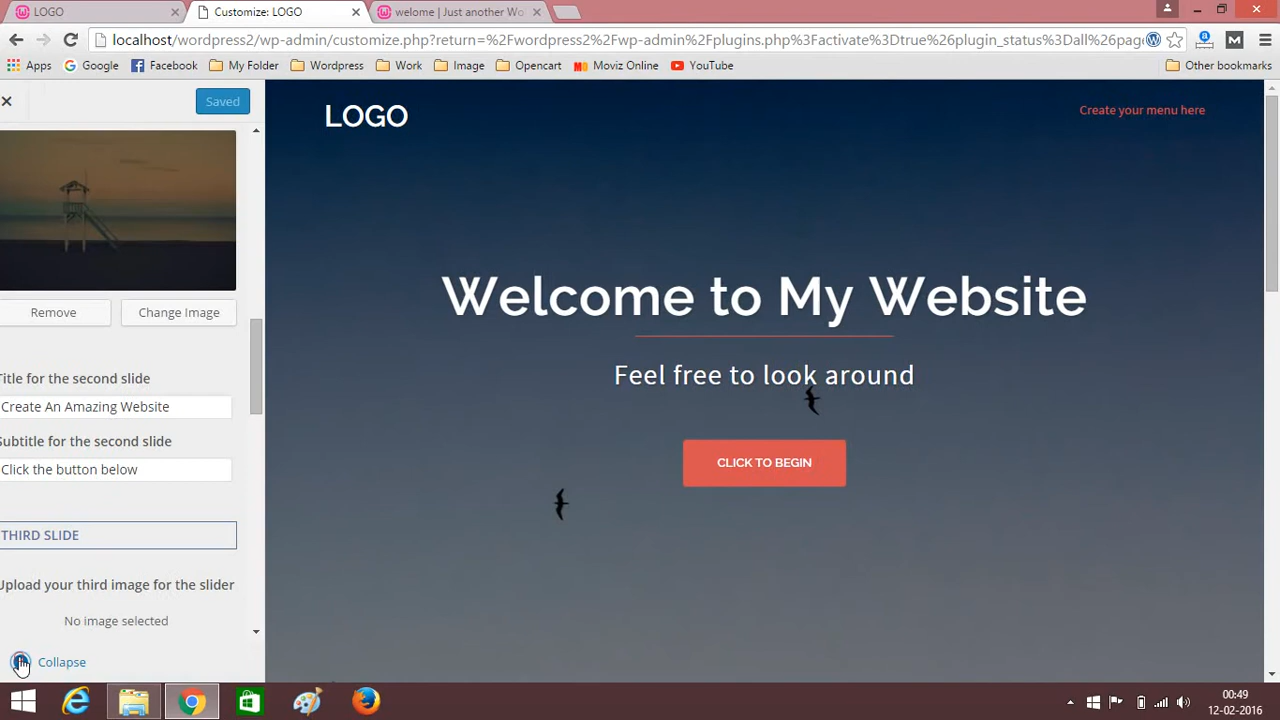 LOGO
Customize: LOGO
welome | Just another Wo
localhost/wordpress2/wp-admin/customize.php?return=%2Fwordpress2%2Fwp-admin%2Fplugins.php%3Factivate%3Dtrue%26plugin_status%3Dall%26page
Apps
Google
Facebook
My Folder
Wordpress
Work
Image
Opencart
Moviz Online
YouTube
Other bookmarks
Saved
LOGO
Create your menu here
Remove
Change Image
Title for the second slide
Create An Amazing Website
Subtitle for the second slide
Click the button below
THIRD SLIDE
Upload your third image for the slider
No image selected
Collapse
Welcome to My Website
Feel free to look around
CLICK TO BEGIN
00:49
12-02-2016